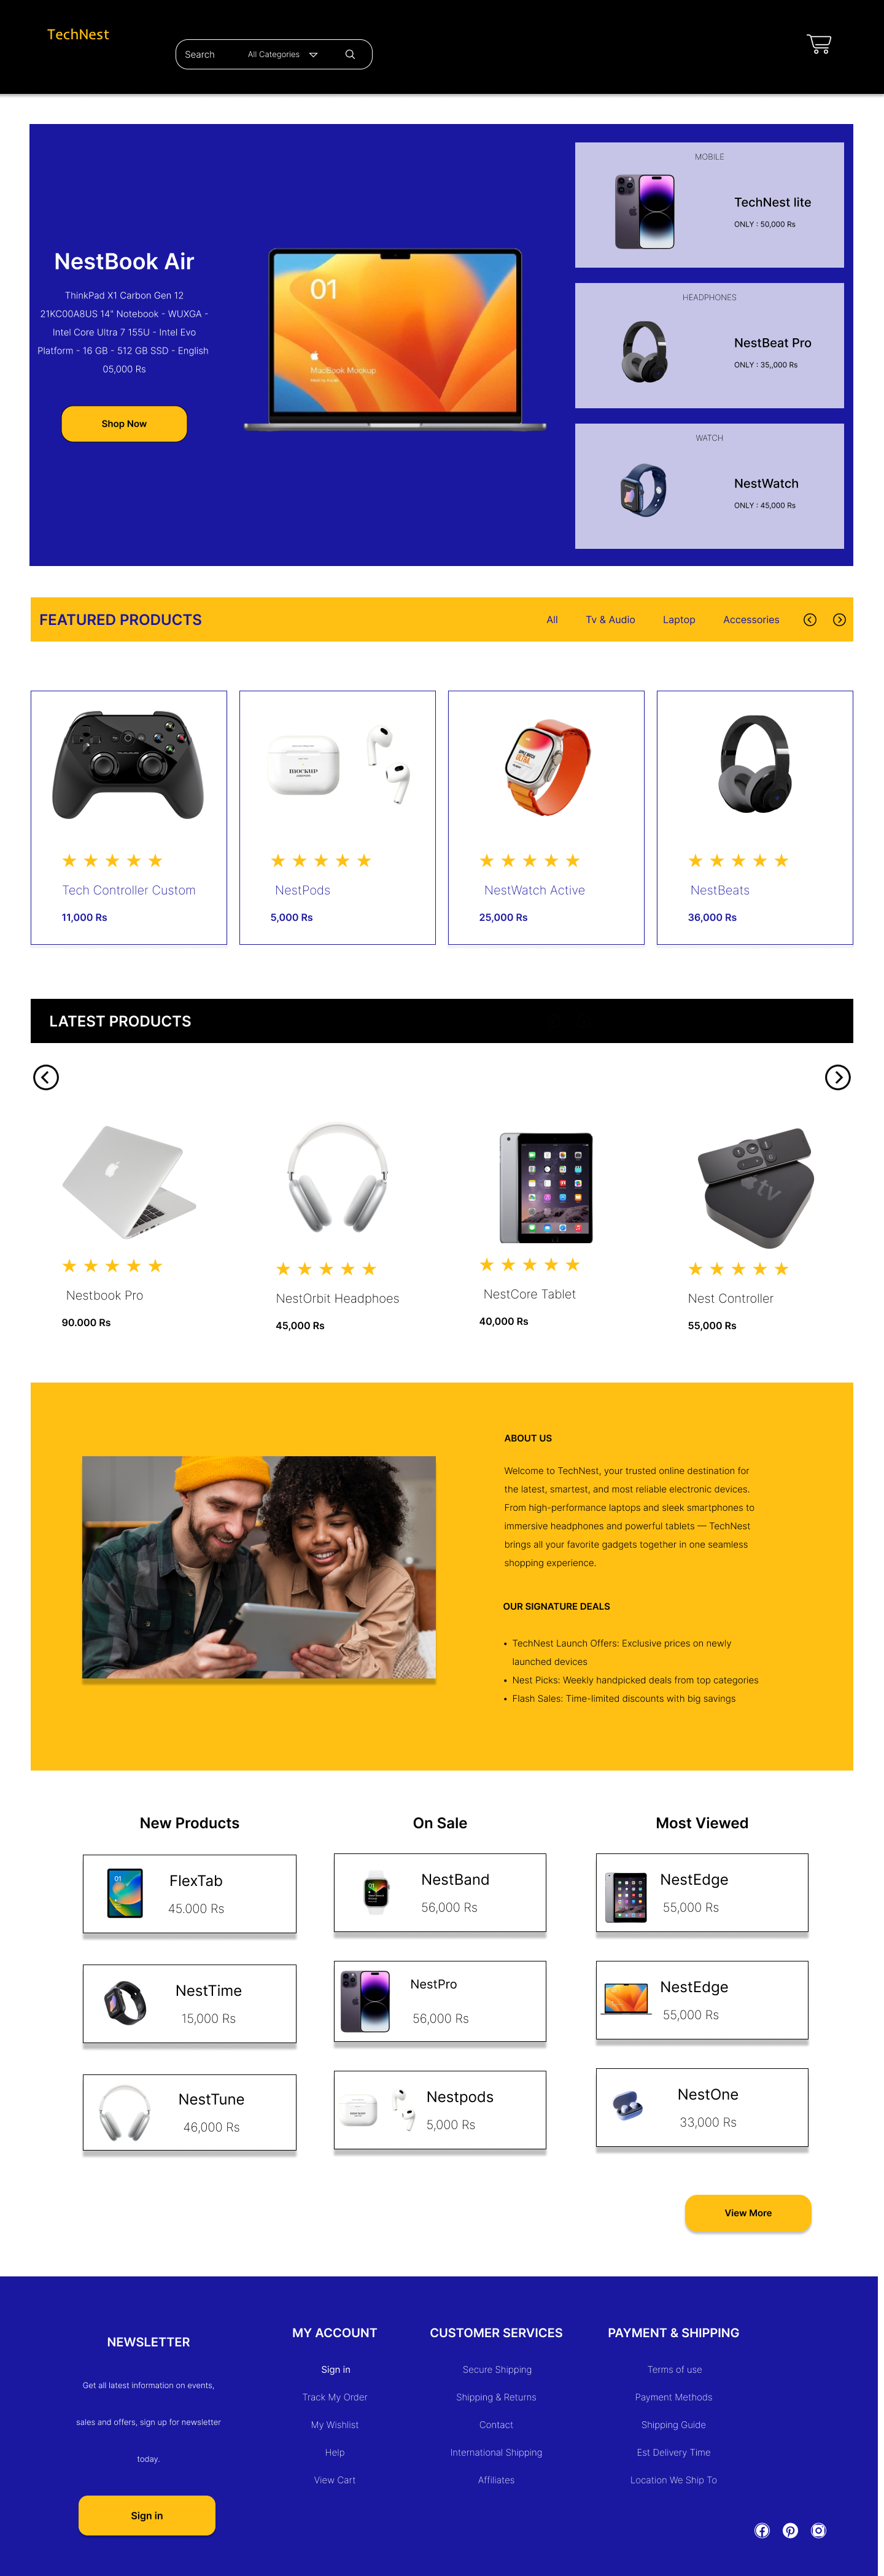 TechNest
Search All Categories
NestBook Air
ThinkPad X1 Carbon Gen 12
21KC00A8US 14" Notebook - WUXGA -
Intel Core Ultra 7 155U - Intel Evo
Platform - 16 GB - 512 GB SSD - English
05,000 Rs
Shop Now
01
MacBook Mockup
MOBILE
TechNest lite
ONLY : 50,000 Rs
HEADPHONES
NestBeat Pro
ONLY : 35,,000 Rs
WATCH
NestWatch
ONLY : 45,000 Rs
FEATURED PRODUCTS
All Tv & Audio Laptop Accessories
mockup
Tech Controller Custom
11,000 Rs
NestPods
5,000 Rs
NestWatch Active
25,000 Rs
NestBeats
36,000 Rs
LATEST PRODUCTS
tv
Nestbook Pro
90.000 Rs
NestOrbit Headphoes
45,000 Rs
NestCore Tablet
40,000 Rs
Nest Controller
55,000 Rs
ABOUT US
Welcome to TechNest, your trusted online destination for
the latest, smartest, and most reliable electronic devices.
From high-performance laptops and sleek smartphones to
immersive headphones and powerful tablets — TechNest
brings all your favorite gadgets together in one seamless
shopping experience.
OUR SIGNATURE DEALS
• TechNest Launch Offers: Exclusive prices on newly
launched devices
• Nest Picks: Weekly handpicked deals from top categories
• Flash Sales: Time-limited discounts with big savings
New Products
01
FlexTab
45.000 Rs
NestTime
15,000 Rs
NestTune
46,000 Rs
On Sale
NestBand
56,000 Rs
NestPro
56,000 Rs
Nestpods
5,000 Rs
Most Viewed
NestEdge
55,000 Rs
NestEdge
55,000 Rs
NestOne
33,000 Rs
View More
NEWSLETTER
Get all latest information on events,
sales and offers, sign up for newsletter
today.
Sign in
MY ACCOUNT
Sign in
Track My Order
My Wishlist
Help
View Cart
CUSTOMER SERVICES
Secure Shipping
Shipping & Returns
Contact
International Shipping
Affiliates
PAYMENT & SHIPPING
Terms of use
Payment Methods
Shipping Guide
Est Delivery Time
Location We Ship To